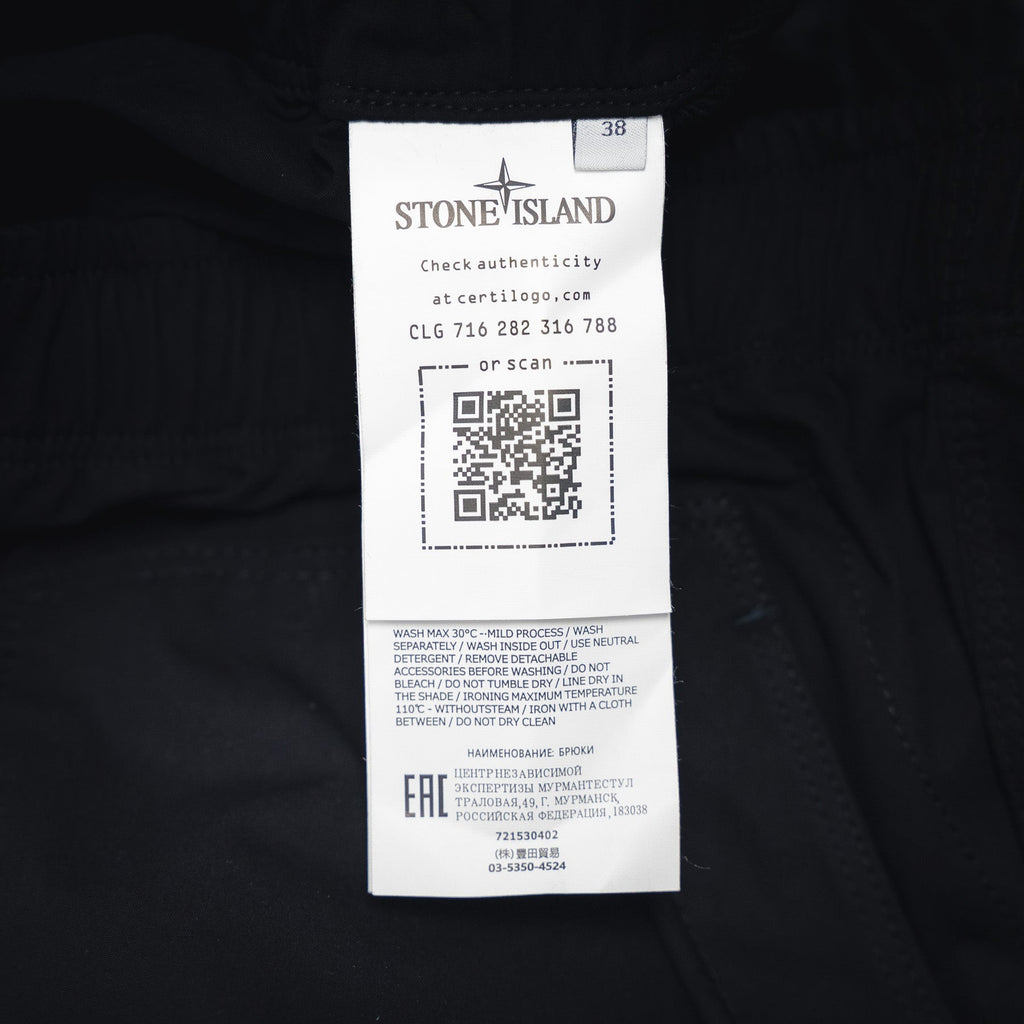 38
STONE ISLAND
Check authenticity
at certilogo,com
CLG 716 282 316 788
or scan
WASH MAX 30°C -·MILD PROCESS / WASH
SEPARATELY / WASH INSIDE OUT / USE NEUTRAL
DETERGENT / REMOVE DETACHABLE
ACCESSORIES BEFORE WASHING / DO NOT
BLEACH / DO NOT TUMBLE DRY / LINE DRY IN
THE SHADE / IRONING MAXIMUM TEMPERATURE
110°C - WITHOUTSTEAM / IRON WITH A CLOTH
BETWEEN / DO NOT DRY CLEAN
НАИМЕНОВАНИЕ: БРЮКИ
EAC
ЦЕНТР НЕЗАВИСИМОЙ
ЭКСПЕРТИЗЫ МУРМАНТЕСТУЛ
ТРАЛОВАЯ, 49, Г. МУРМАНСК,
РОССИЙСКАЯ ФЕДЕРАЦИЯ, 183038
721530402
(株) 豊田貿易
03-5350-4524